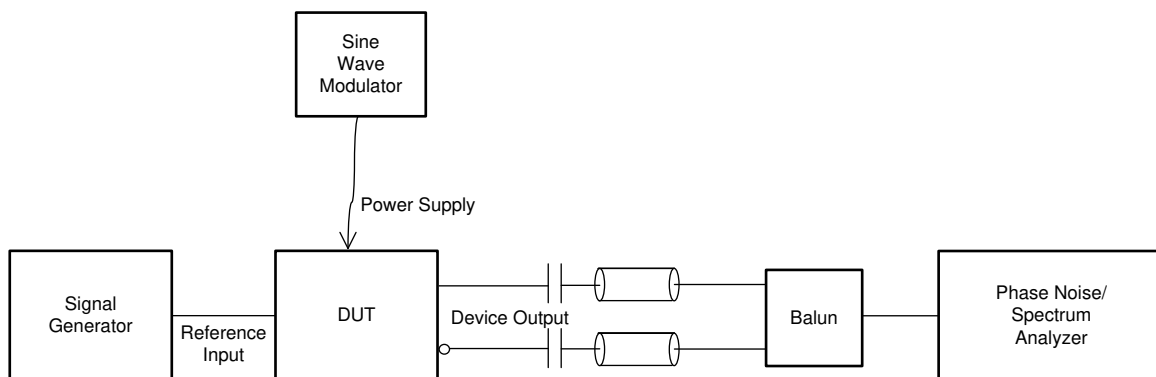 Sine
Wave
Modulator
Power Supply
Signal
Generator
Reference
Input
DUT
Device Output
Balun
Phase Noise/
Spectrum
Analyzer